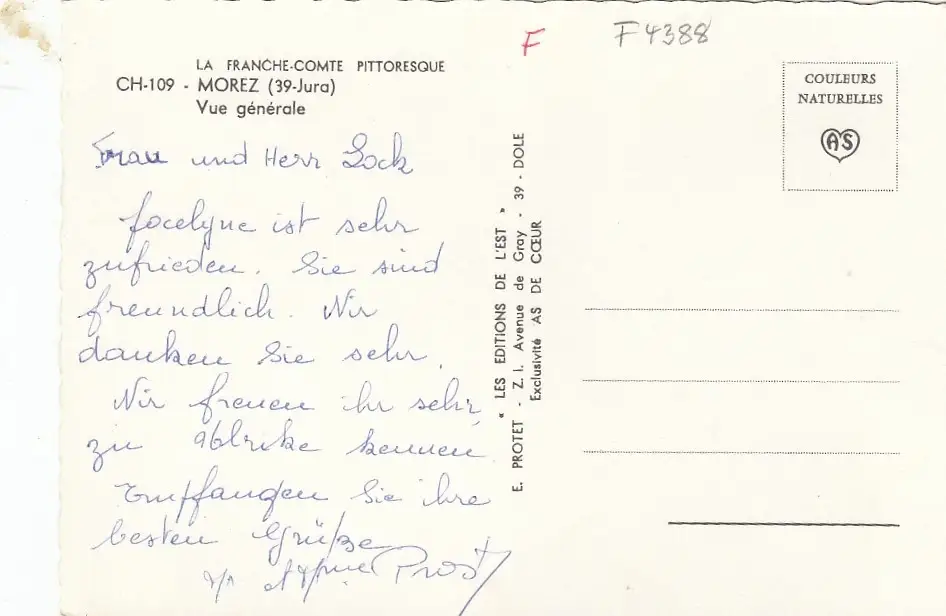 F F4388
LA FRANCHE-COMTE PITTORESQUE
CH-109 - MOREZ (39-Jura)
Vue générale
COULEURS
NATURELLES
AS
Frau und Herr Lock
Jocelyne ist sehr
zufrieden. Sie sind
freundlich. Wir
danken Sie sehr.
Wir freuen ihr sehr
zu kennen.
Empfangen Sie ihre
besten Grüße
Prost
E. PROTET - Z. I. Avenue de Gray - 39 - DOLE
« LES EDITIONS DE L'EST »
Exclusivité AS DE CŒUR